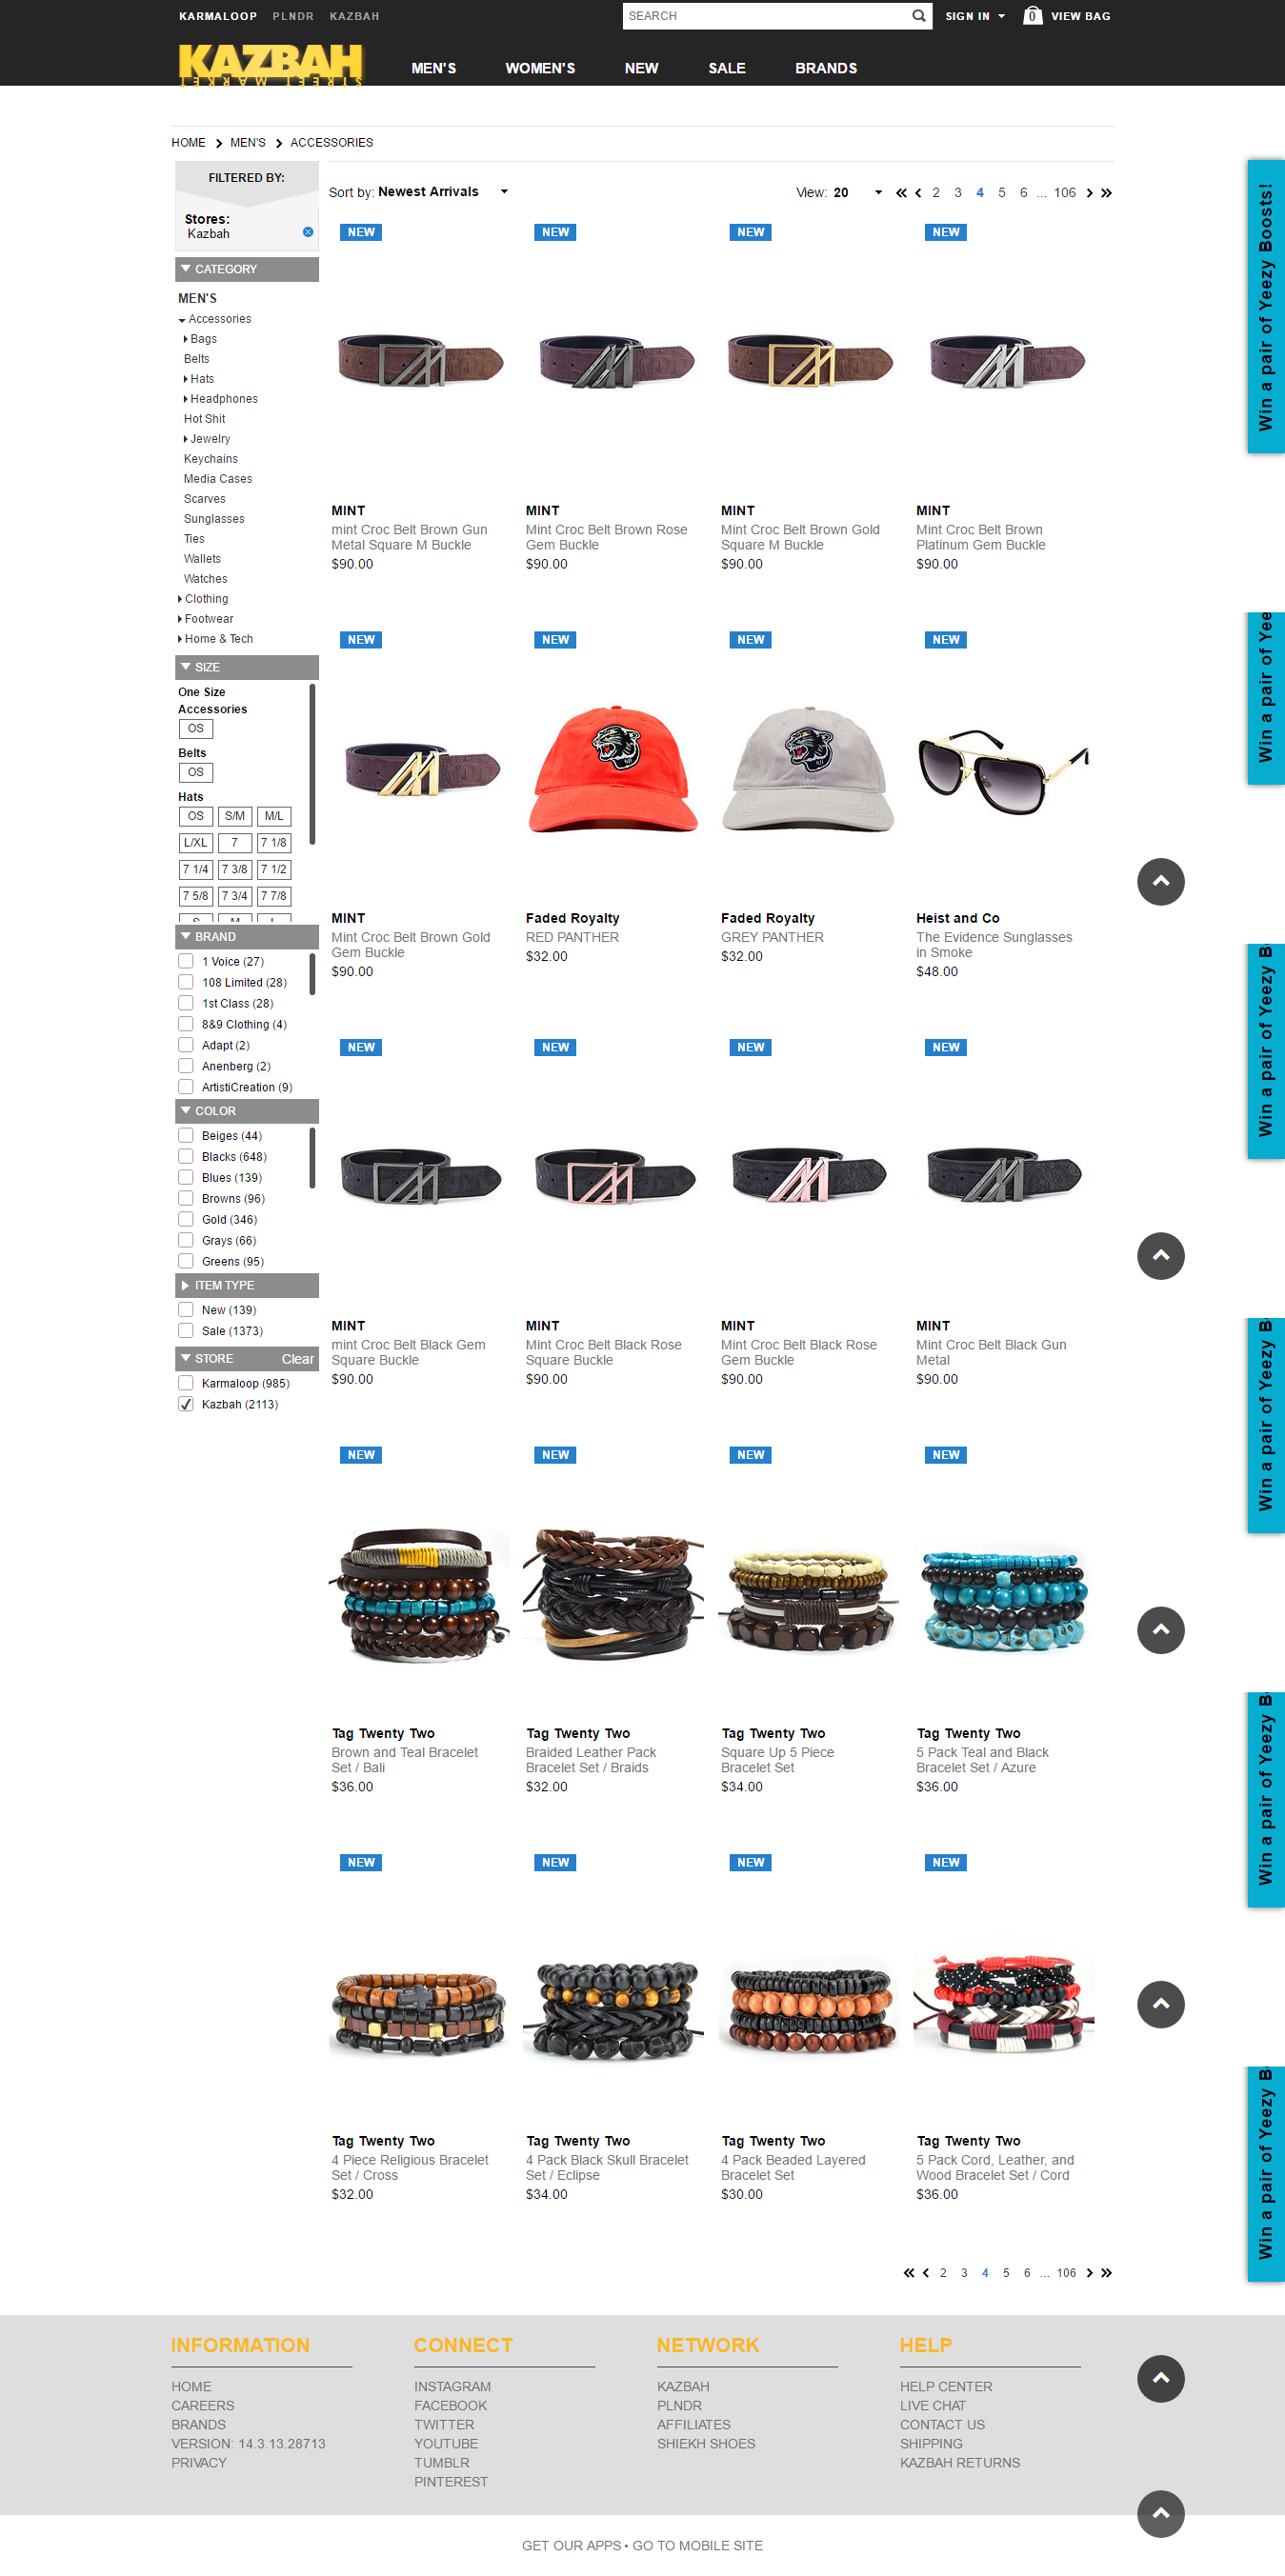 KARMALOOP PLNDR KAZBAH
SEARCH
SIGN IN
0
VIEW BAG
KAZBAH
STREET MARKET
MEN'S WOMEN'S NEW SALE BRANDS
HOME MEN'S ACCESSORIES
FILTERED BY:
Stores:
Kazbah
CATEGORY
MEN'S
Accessories
Bags
Belts
Hats
Headphones
Hot Shit
Jewelry
Keychains
Media Cases
Scarves
Sunglasses
Ties
Wallets
Watches
Clothing
Footwear
Home & Tech
SIZE
One Size
Accessories
OS
Belts
OS
Hats
OS S/M M/L
L/XL 7 7 1/8
7 1/4 7 3/8 7 1/2
7 5/8 7 3/4 7 7/8
BRAND
1 Voice (27)
108 Limited (28)
1st Class (28)
8&9 Clothing (4)
Adapt (2)
Anenberg (2)
ArtistiCreation (9)
COLOR
Beiges (44)
Blacks (648)
Blues (139)
Browns (96)
Gold (346)
Grays (66)
Greens (95)
ITEM TYPE
New (139)
Sale (1373)
STORE Clear
Karmaloop (985)
Kazbah (2113)
Sort by: Newest Arrivals
View: 20
2 3 4 5 6 ... 106
NEW NEW NEW NEW
MINT
mint Croc Belt Brown Gun
Metal Square M Buckle
$90.00
MINT
Mint Croc Belt Brown Rose
Gem Buckle
$90.00
MINT
Mint Croc Belt Brown Gold
Square M Buckle
$90.00
MINT
Mint Croc Belt Brown
Platinum Gem Buckle
$90.00
NEW NEW NEW NEW
MINT
Mint Croc Belt Brown Gold
Gem Buckle
$90.00
Faded Royalty
RED PANTHER
$32.00
Faded Royalty
GREY PANTHER
$32.00
Heist and Co
The Evidence Sunglasses
in Smoke
$48.00
NEW NEW NEW NEW
MINT
mint Croc Belt Black Gem
Square Buckle
$90.00
MINT
Mint Croc Belt Black Rose
Square Buckle
$90.00
MINT
Mint Croc Belt Black Rose
Gem Buckle
$90.00
MINT
Mint Croc Belt Black Gun
Metal
$90.00
NEW NEW NEW NEW
Tag Twenty Two
Brown and Teal Bracelet
Set / Bali
$36.00
Tag Twenty Two
Braided Leather Pack
Bracelet Set / Braids
$32.00
Tag Twenty Two
Square Up 5 Piece
Bracelet Set
$34.00
Tag Twenty Two
5 Pack Teal and Black
Bracelet Set / Azure
$36.00
NEW NEW NEW NEW
Tag Twenty Two
4 Piece Religious Bracelet
Set / Cross
$32.00
Tag Twenty Two
4 Pack Black Skull Bracelet
Set / Eclipse
$34.00
Tag Twenty Two
4 Pack Beaded Layered
Bracelet Set
$30.00
Tag Twenty Two
5 Pack Cord, Leather, and
Wood Bracelet Set / Cord
$36.00
2 3 4 5 6 ... 106
Win a pair of Yeezy Boosts!
Win a pair of Yee
Win a pair of Yeezy B
Win a pair of Yeezy B
Win a pair of Yeezy B
Win a pair of Yeezy B
INFORMATION
HOME
CAREERS
BRANDS
VERSION: 14.3.13.28713
PRIVACY
CONNECT
INSTAGRAM
FACEBOOK
TWITTER
YOUTUBE
TUMBLR
PINTEREST
NETWORK
KAZBAH
PLNDR
AFFILIATES
SHIEKH SHOES
HELP
HELP CENTER
LIVE CHAT
CONTACT US
SHIPPING
KAZBAH RETURNS
GET OUR APPS • GO TO MOBILE SITE